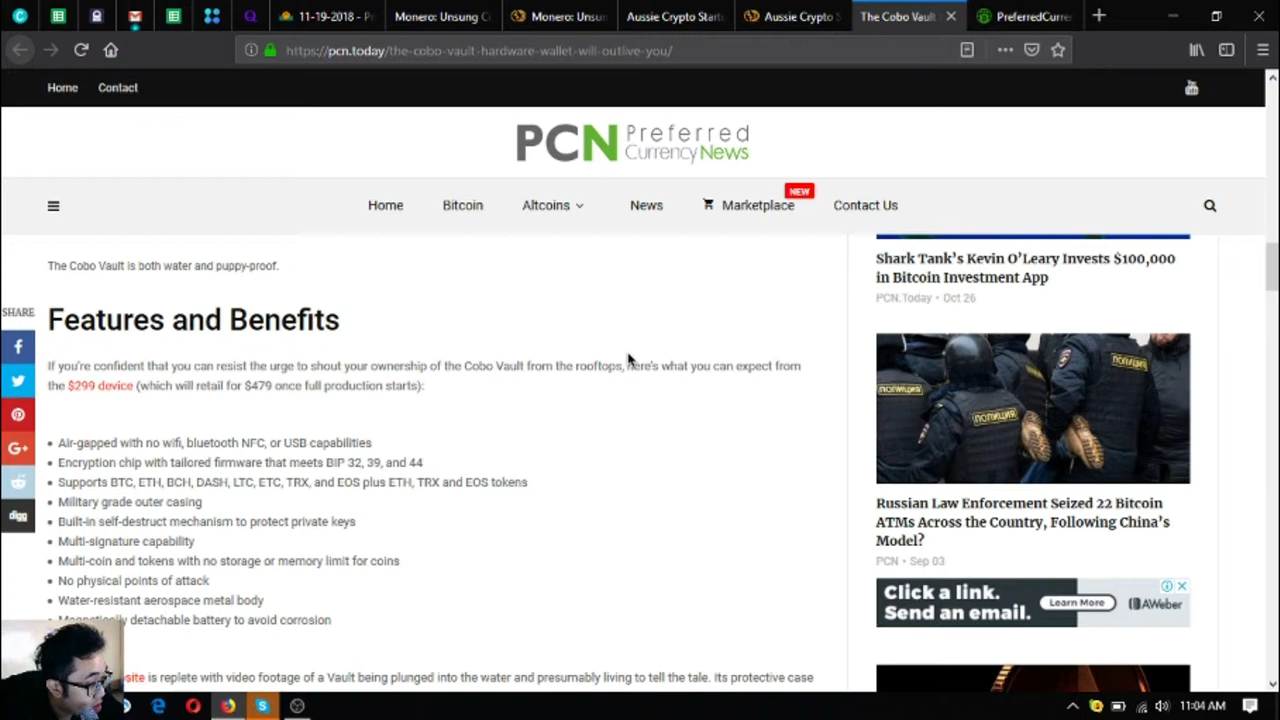 11-19-2018 - P
Monero: Unsung C
Monero: Unsun
Aussie Crypto Start
Aussie Crypto S
The Cobo Vault
PreferredCurre
https://pcn.today/the-cobo-vault-hardware-wallet-will-outlive-you/
Home Contact
PCN Preferred
CurrencyNews
NEW
Home Bitcoin Altcoins News Marketplace Contact Us
The Cobo Vault is both water and puppy-proof.
SHARE
Features and Benefits
If you're confident that you can resist the urge to shout your ownership of the Cobo Vault from the rooftops, here's what you can expect from
the $299 device (which will retail for $479 once full production starts):
• Air-gapped with no wifi, bluetooth NFC, or USB capabilities
• Encryption chip with tailored firmware that meets BIP 32, 39, and 44
• Supports BTC, ETH, BCH, DASH, LTC, ETC, TRX, and EOS plus ETH, TRX and EOS tokens
• Military grade outer casing
• Built-in self-destruct mechanism to protect private keys
• Multi-signature capability
• Multi-coin and tokens with no storage or memory limit for coins
• No physical points of attack
• Water-resistant aerospace metal body
• Magnetically detachable battery to avoid corrosion
site is replete with video footage of a Vault being plunged into the water and presumably living to tell the tale. Its protective case
G+
digg
Shark Tank's Kevin O'Leary Invests $100,000
in Bitcoin Investment App
PCN.Today • Oct 26
ПОЛИЦИЯ
ПОЛИЦИЯ
ПОЛИЦИЯ
Russian Law Enforcement Seized 22 Bitcoin
ATMs Across the Country, Following China's
Model?
PCN • Sep 03
Click a link.
Send an email.
Learn More
AWeber
11:04 AM